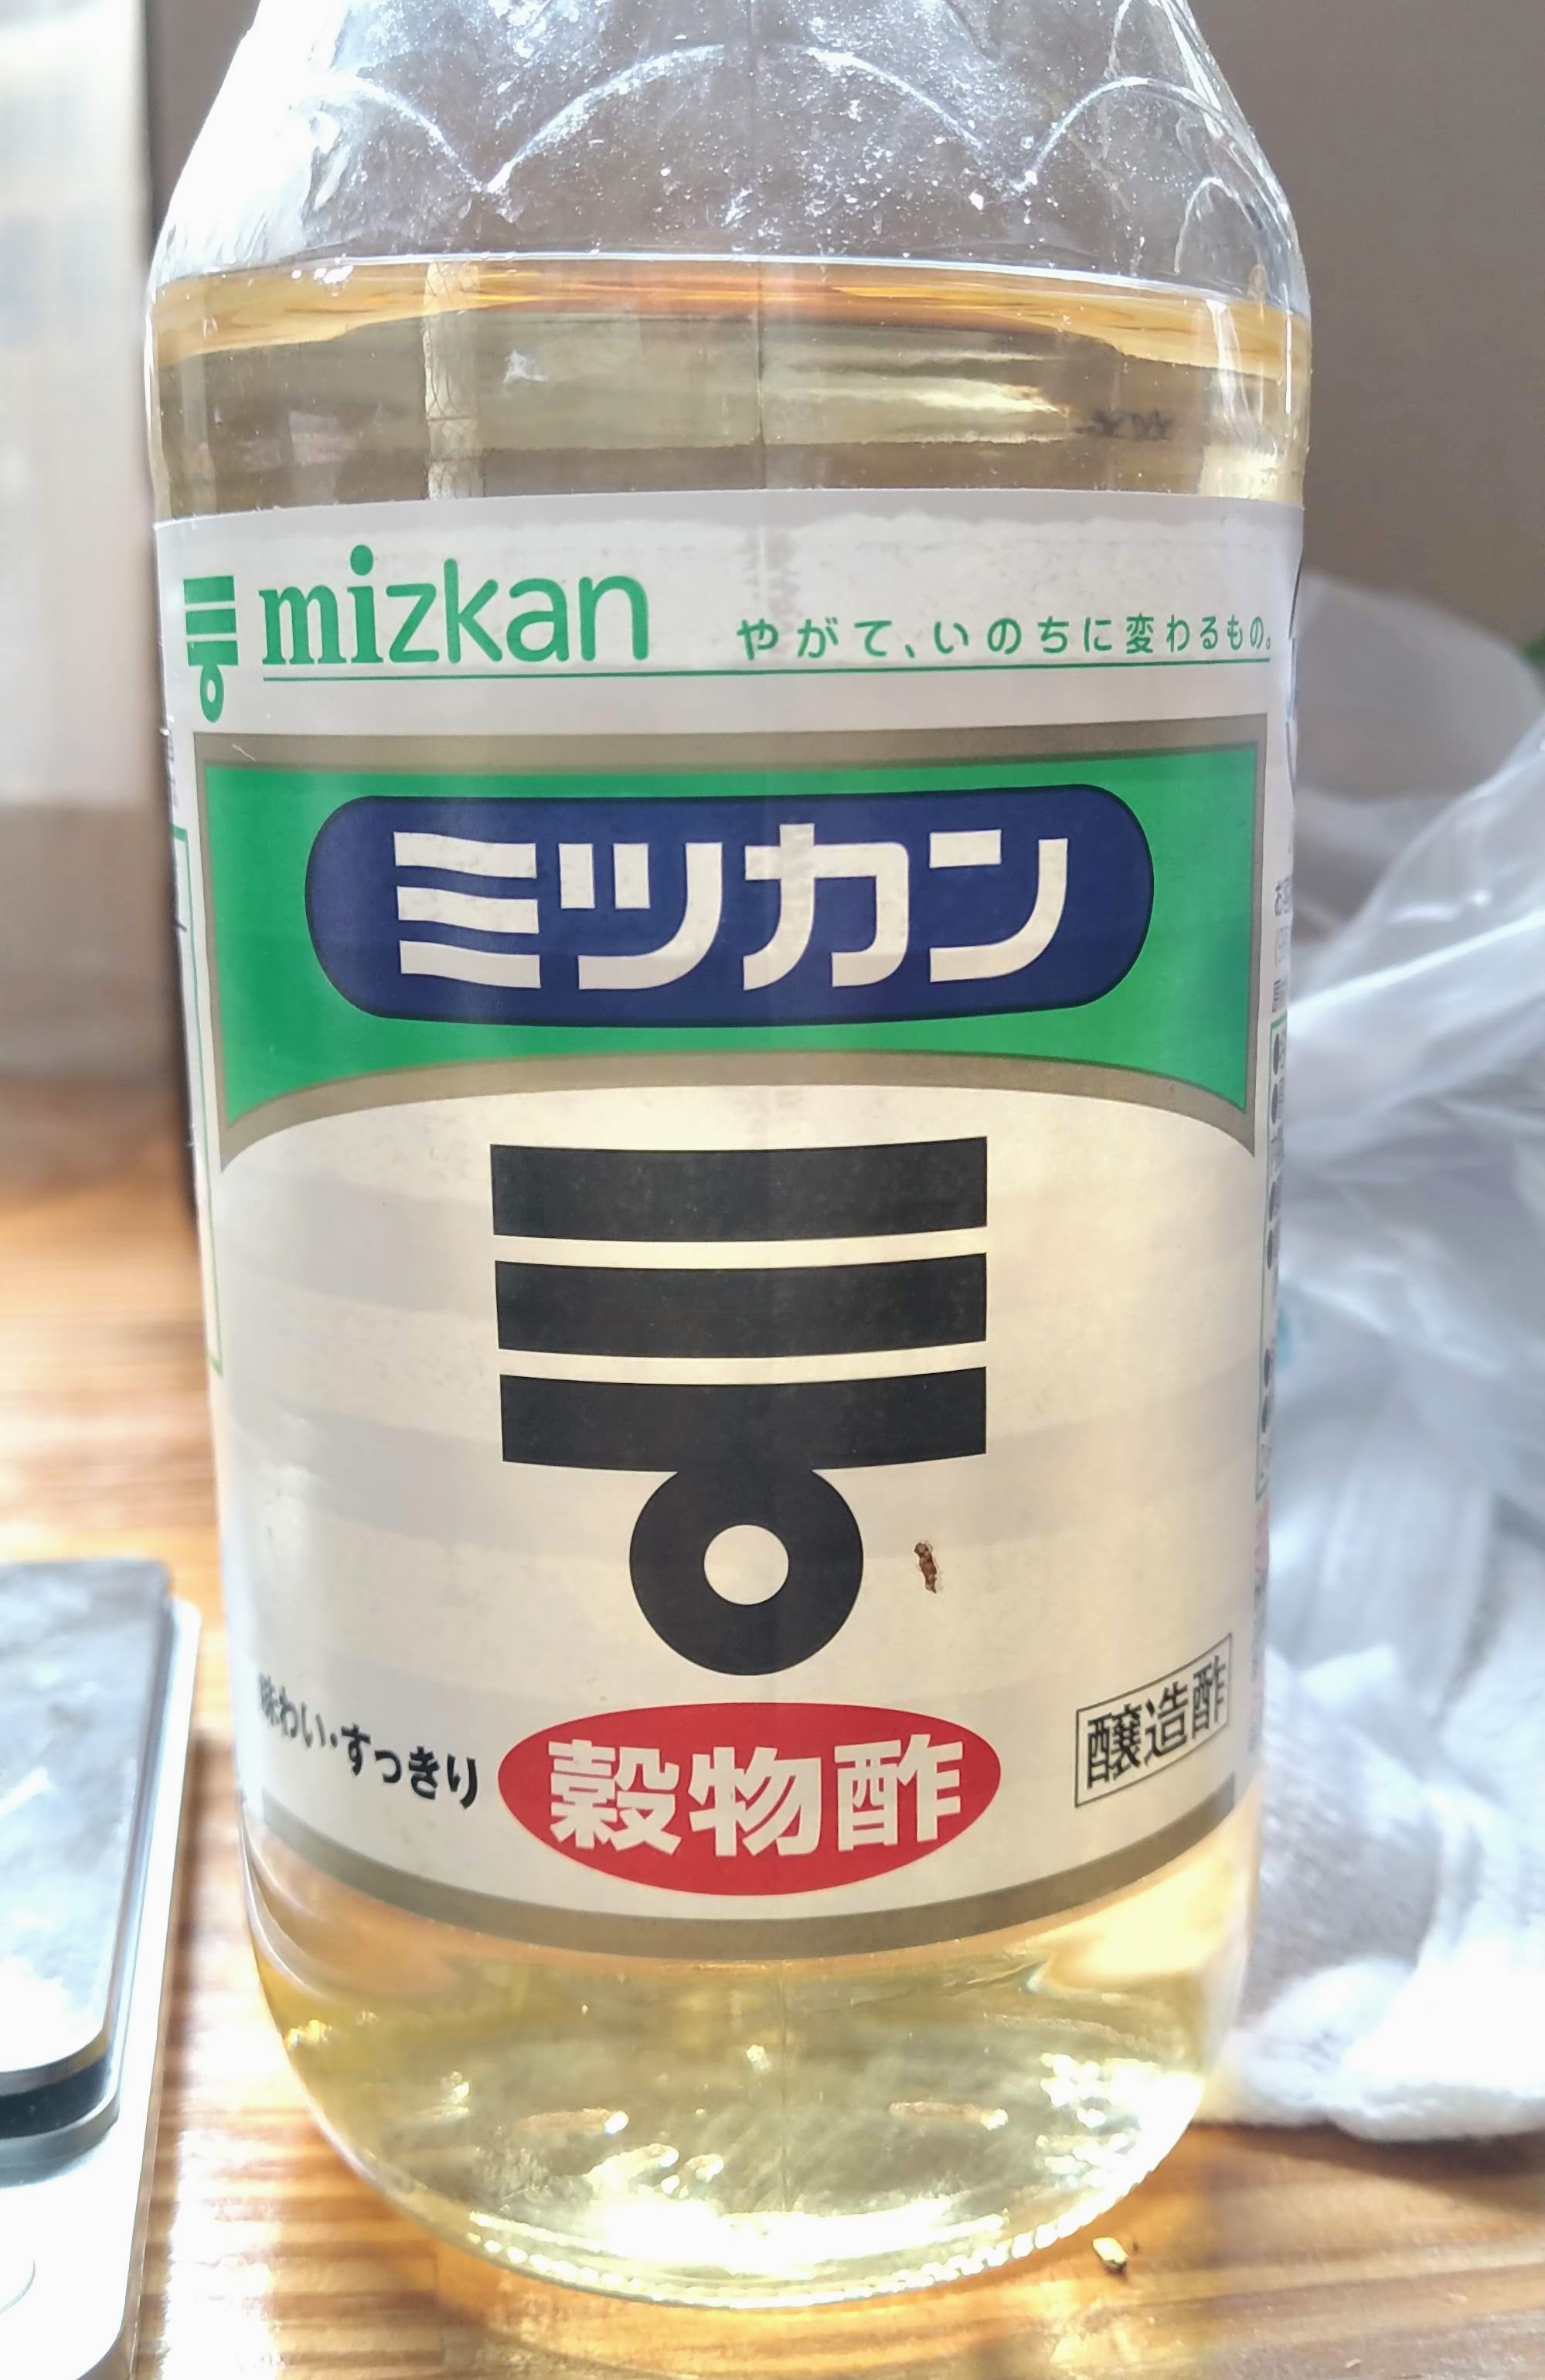 mizkan やがて、いのちに変わるもの。
ミツカン
味わい・すっきり
穀物酢
醸造酢